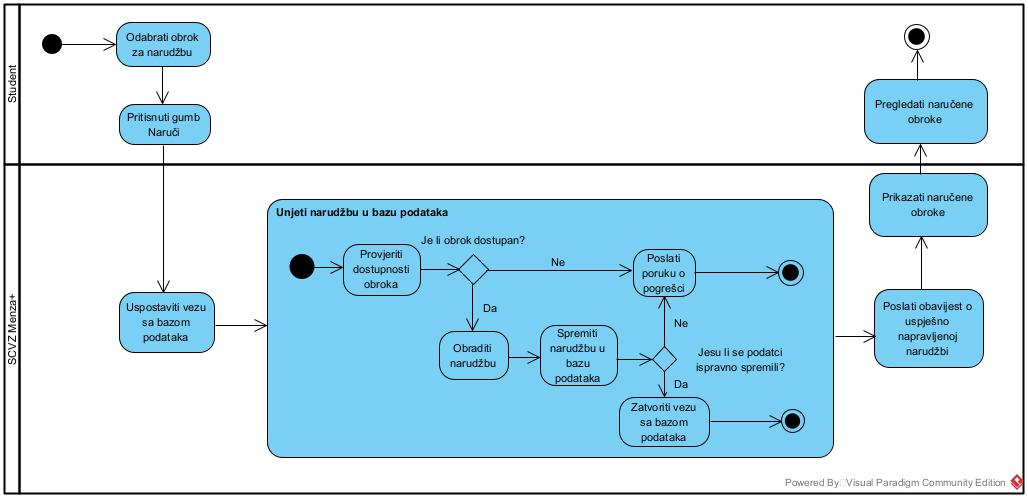 Student
Odabrati obrok
za narudžbu
Pritisnuti gumb
Naruči
Pregledati naručene
obroke
SCVZ Menza+
Uspostaviti vezu
sa bazom
podataka
Unjeti narudžbu u bazu podataka
Provjeriti
dostupnosti
obroka
Je li obrok dostupan?
Ne
Da
Poslati
poruku o
pogrešci
Obraditi
narudžbu
Spremiti
narudžbu u
bazu
podataka
Ne
Jesu li se podatci
ispravno spremili?
Da
Zatvoriti vezu
sa bazom
podataka
Prikazati naručene
obroke
Poslati obavijest o
uspješno
napravljenoj
narudžbi
Powered By Visual Paradigm Community Edition